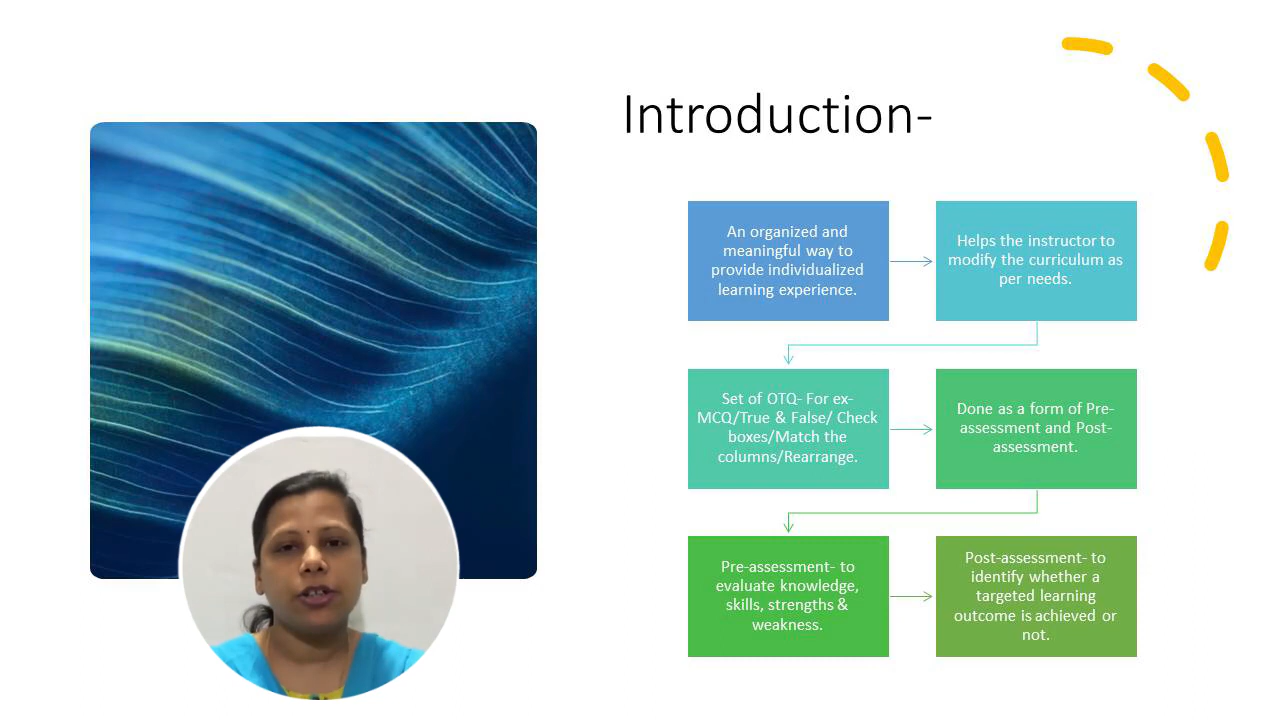 Introduction-
An organized and
meaningful way to
provide individualized
learning experience.
Helps the instructor to
modify the curriculum as
per needs.
Set of OTQ- For ex-
MCQ/True & False/ Check
boxes/Match the
columns/Rearrange.
Done as a form of Pre-
assessment and Post-
assessment.
Pre-assessment- to
evaluate knowledge,
skills, strengths &
weakness.
Post-assessment- to
identify whether a
targeted learning
outcome is achieved or
not.